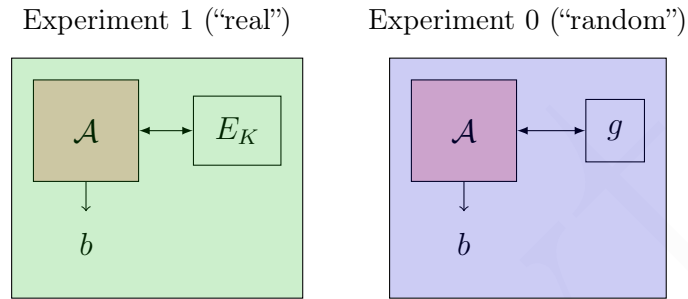 Experiment 1 (“real”)
Experiment 0 (“random”)
𝒜
E_K
b
𝒜
g
b